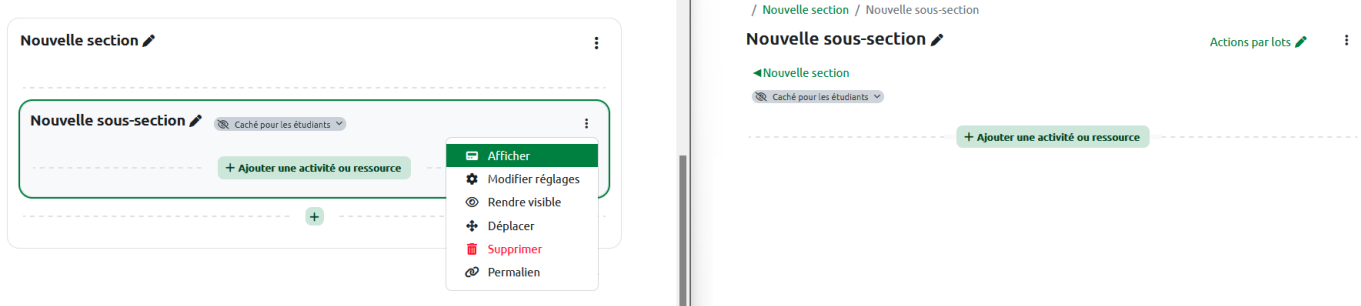 Nouvelle section
Nouvelle sous-section Caché pour les étudiants
+ Ajouter une activité ou ressource
Afficher
Modifier réglages
Rendre visible
Déplacer
Supprimer
Permalien
+
/ Nouvelle section / Nouvelle sous-section
Nouvelle sous-section Actions par lots
◄Nouvelle section
Caché pour les étudiants
+ Ajouter une activité ou ressource